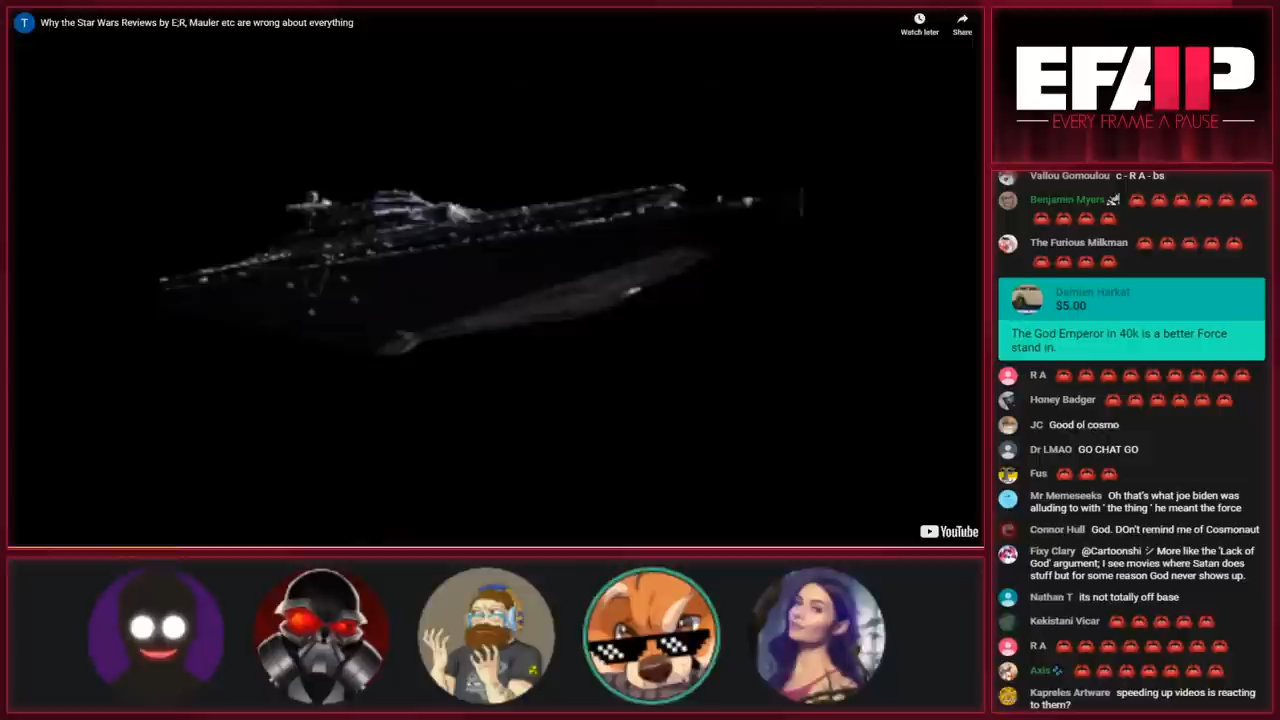 T
Why the Star Wars Reviews by E;R, Mauler etc are wrong about everything
Watch later
Share
YouTube
EFAP
EVERY FRAME A PAUSE
Vallou Gomoulou c - R A - bs
Benjamin Myers
The Furious Milkman
Damien Harkat
$5.00
The God Emperor in 40k is a better Force
stand in.
R A
Honey Badger
JC Good ol cosmo
Dr LMAO GO CHAT GO
Fus
Mr Memeseeks Oh that's what joe biden was
alluding to with ' the thing ' he meant the force
Connor Hull God. DOn't remind me of Cosmonaut
Fixy Clary @Cartoonshi シ More like the 'Lack of
God' argument; I see movies where Satan does
stuff but for some reason God never shows up.
Nathan T its not totally off base
Kekistani Vicar
R A
Axis
Kapreles Artware speeding up videos is reacting
to them?